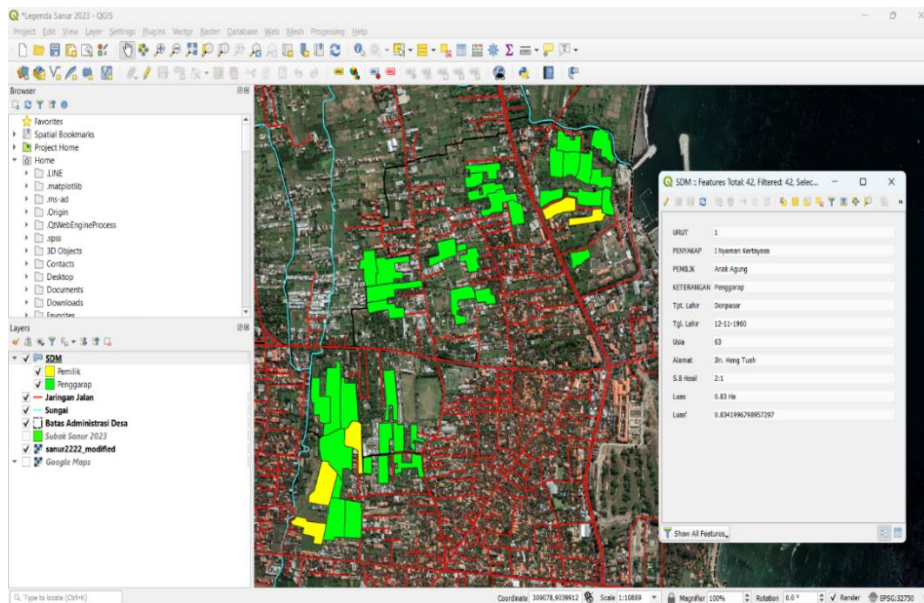 *Legenda Sanur 2023 - QGIS
Project Edit View Layer Settings Plugins Vector Raster Database Web Mesh Processing Help
Browser
Favorites
Spatial Bookmarks
Project Home
Home
.LINE
.matplotlib
.ms-ad
.Origin
.QtWebEngineProcess
.spss
3D Objects
Contacts
Desktop
Documents
Downloads
Favorites
Layers
SDM
Pemilik
Penggarap
Jaringan Jalan
Sungai
Batas Administrasi Desa
Subak Sanur 2023
sanur2222_modified
Google Maps
SDM :: Features Total: 42, Filtered: 42, Selec...
URUT 1
PENYAKAP I Nyoman Kertayasa
PEMILIK Anak Agung
KETERANGAN Penggarap
Tpt. Lahir Denpasar
Tgl. Lahir 12-11-1960
Usia 63
Alamat Jln. Hang Tuah
S.B Hasil 2:1
Luas 0.83 Ha
Luas' 0.8341996798957297
Show All Features
Type to locate (Ctrl+K) Coordinate 309078,9039912 Scale 1:10889 Magnifier 100% Rotation 0.0 ° Render EPSG:32750